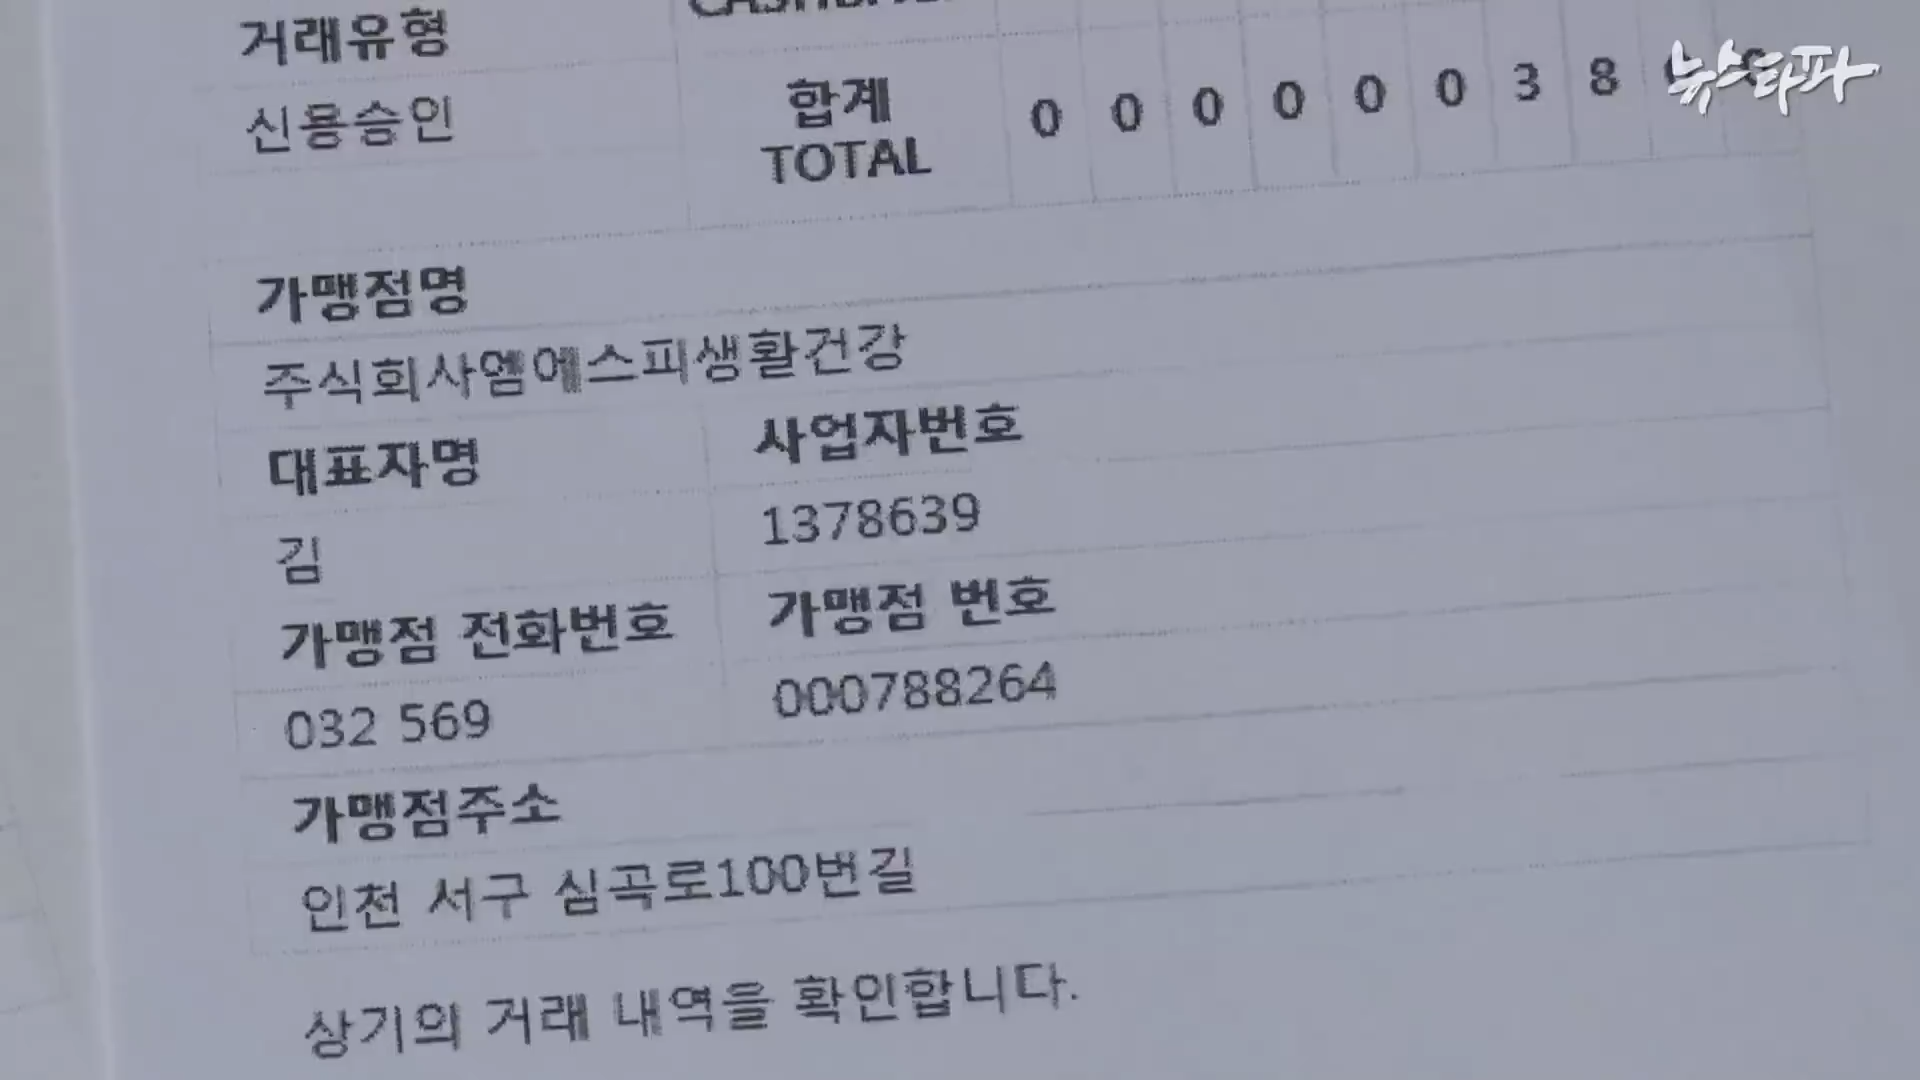 거래유형
신용승인
합계
TOTAL
0 0 0 0 0 0 3 8
뉴스타파
가맹점명
주식회사엠에스피생활건강
대표자명
사업자번호
김
1378639
가맹점 전화번호
가맹점 번호
032 569
000788264
가맹점주소
인천 서구 심곡로100번길
상기의 거래 내역을 확인합니다.